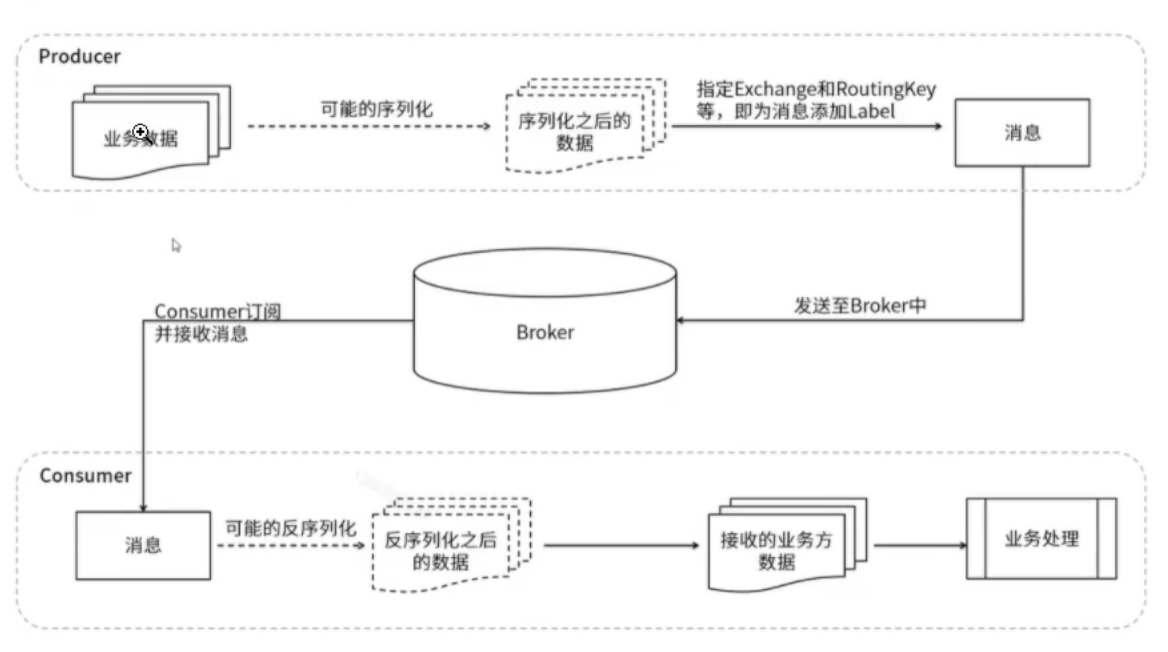 Producer
业务数据
可能的序列化
序列化之后的
数据
指定Exchange和RoutingKey
等，即为消息添加Label
消息
发送至Broker中
Broker
Consumer订阅
并接收消息
Consumer
消息
可能的反序列化
反序列化之后
的数据
接收的业务方
数据
业务处理